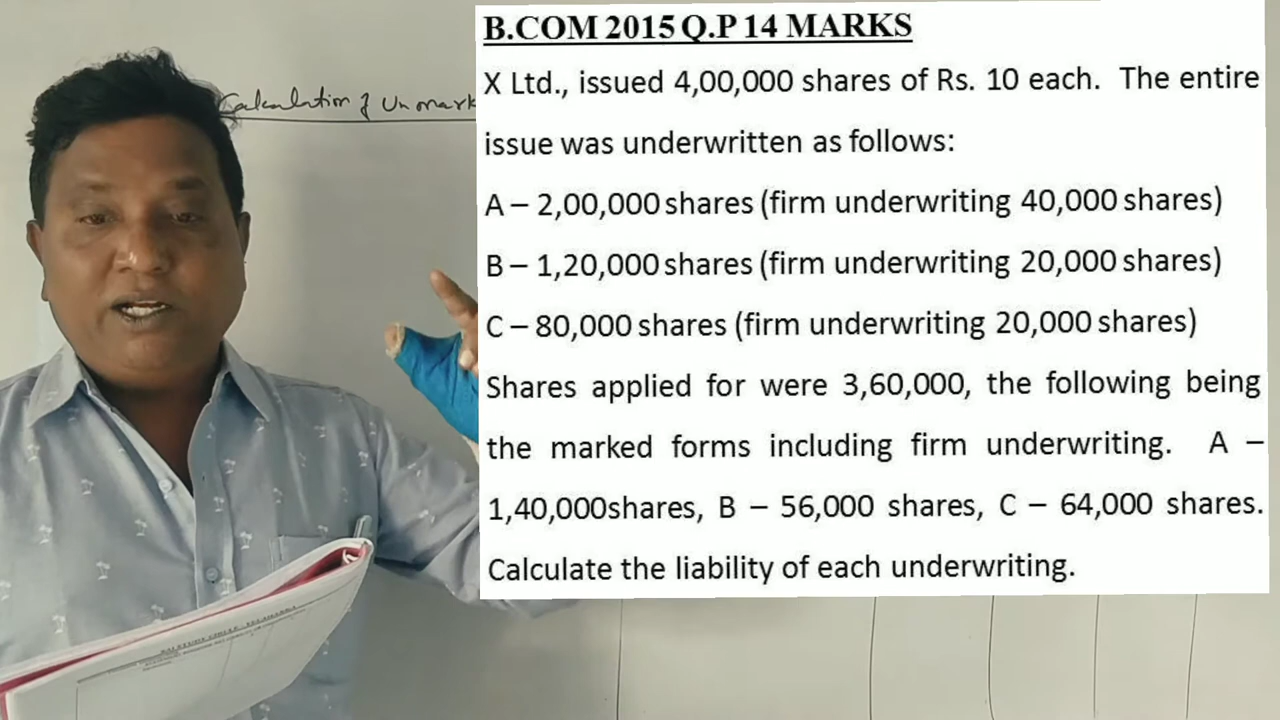 B.COM 2015 Q.P 14 MARKS
X Ltd., issued 4,00,000 shares of Rs. 10 each. The entire
issue was underwritten as follows:
A – 2,00,000 shares (firm underwriting 40,000 shares)
B – 1,20,000 shares (firm underwriting 20,000 shares)
C – 80,000 shares (firm underwriting 20,000 shares)
Shares applied for were 3,60,000, the following being
the marked forms including firm underwriting. A –
1,40,000shares, B – 56,000 shares, C – 64,000 shares.
Calculate the liability of each underwriting.
Calculation of Unmark